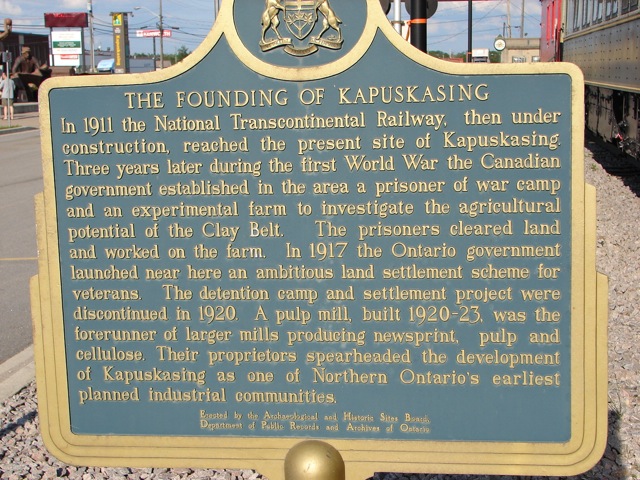 THE FOUNDING OF KAPUSKASING
In 1911 the National Transcontinental Railway, then under
construction, reached the present site of Kapuskasing.
Three years later during the first World War the Canadian
government established in the area a prisoner of war camp
and an experimental farm to investigate the agricultural
potential of the Clay Belt. The prisoners cleared land
and worked on the farm. In 1917 the Ontario government
launched near here an ambitious land settlement scheme for
veterans. The detention camp and settlement project were
discontinued in 1920. A pulp mill, built 1920-23, was the
forerunner of larger mills producing newsprint, pulp and
cellulose. Their proprietors spearheaded the development
of Kapuskasing as one of Northern Ontario's earliest
planned industrial communities.
Erected by the Archaeological and Historic Sites Board,
Department of Public Records and Archives of Ontario.